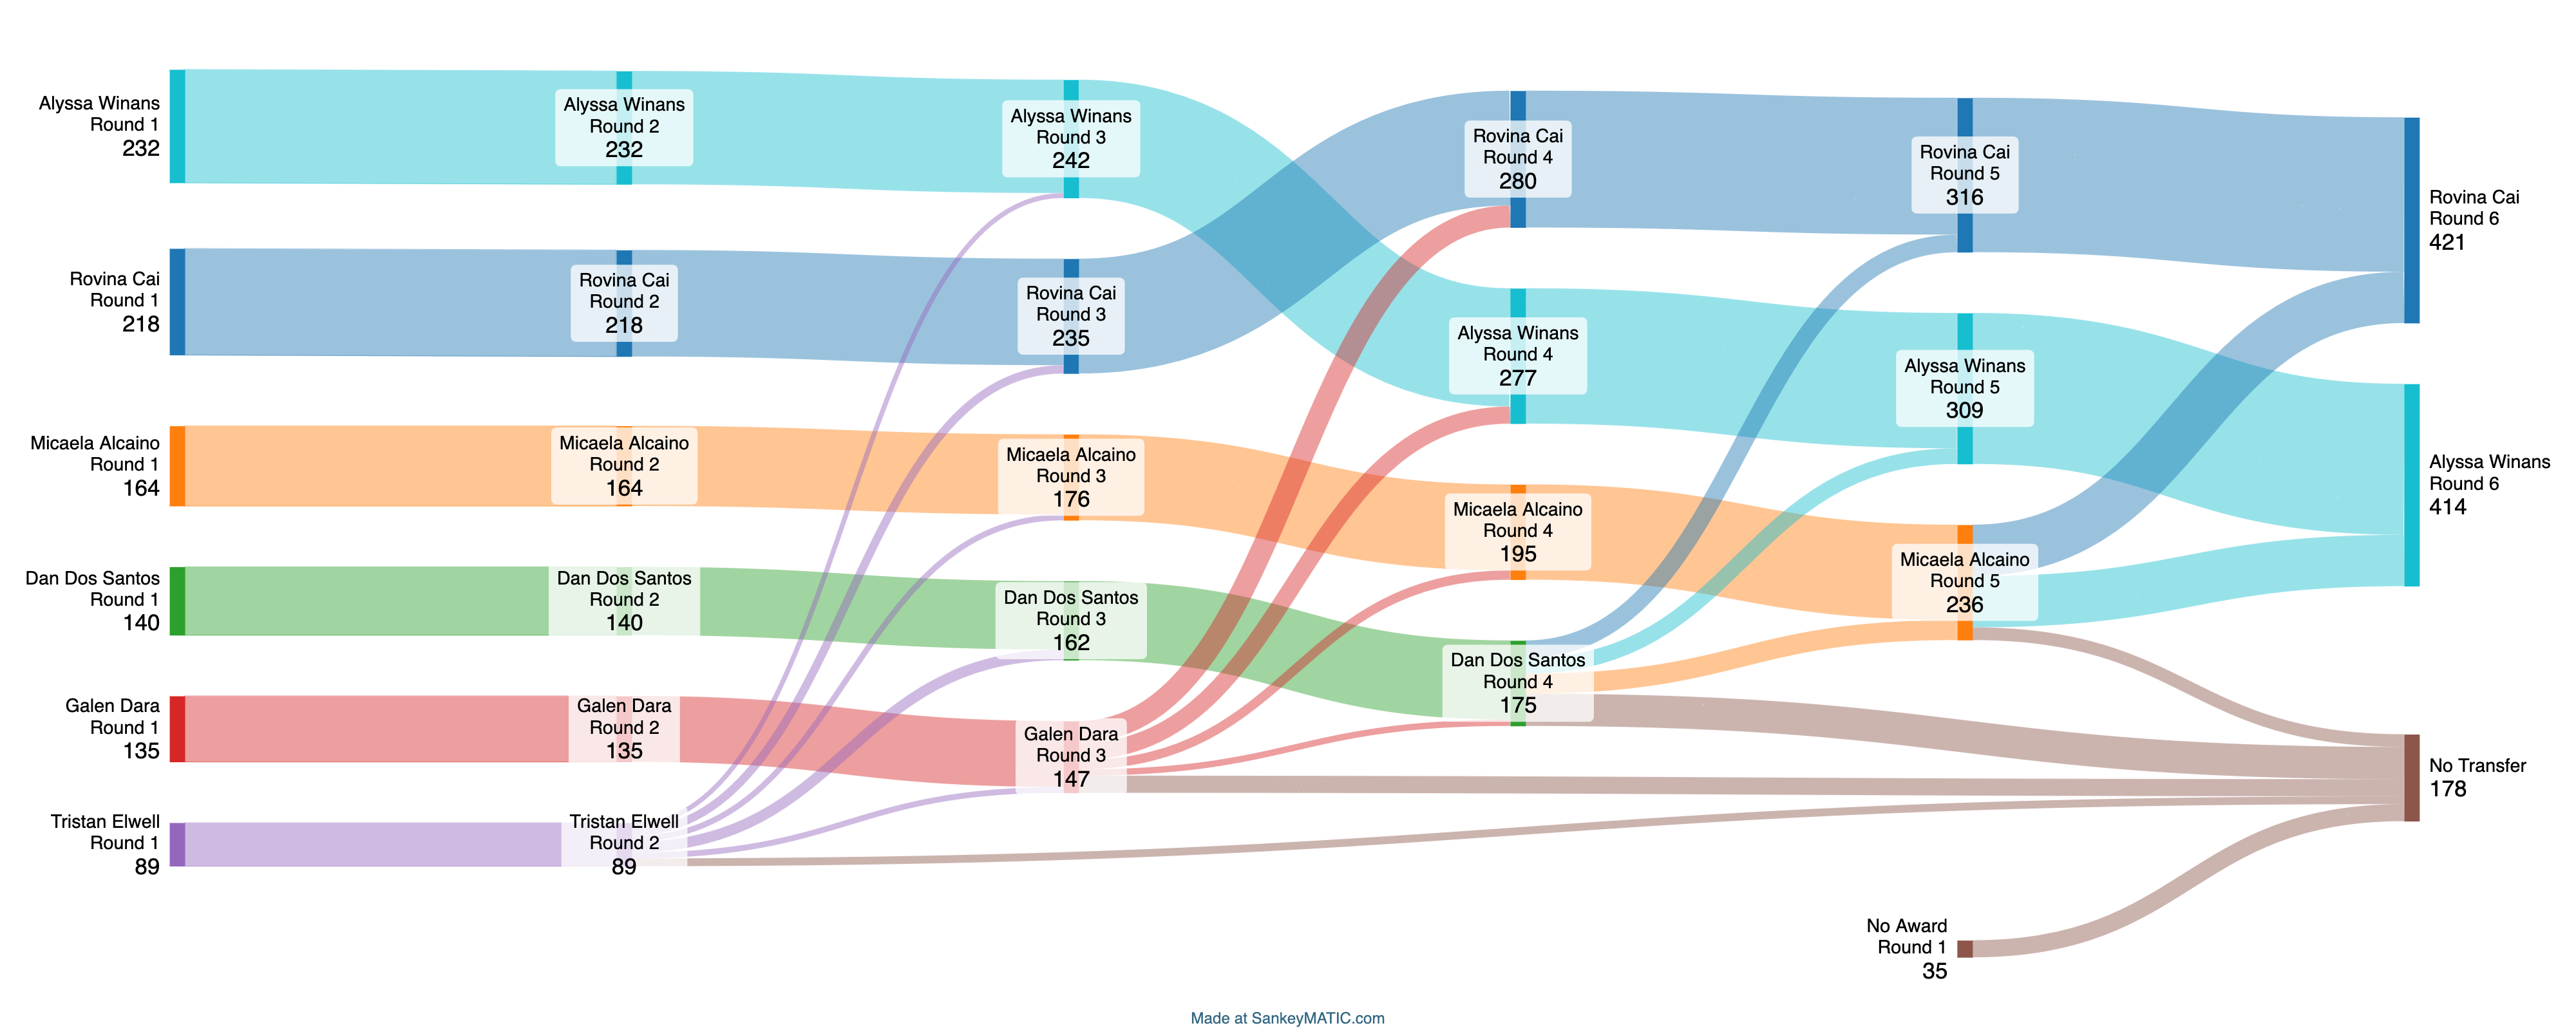 Alyssa Winans
Round 1
232
Rovina Cai
Round 1
218
Micaela Alcaino
Round 1
164
Dan Dos Santos
Round 1
140
Galen Dara
Round 1
135
Tristan Elwell
Round 1
89
Alyssa Winans
Round 2
232
Rovina Cai
Round 2
218
Micaela Alcaino
Round 2
164
Dan Dos Santos
Round 2
140
Galen Dara
Round 2
135
Tristan Elwell
Round 2
89
Alyssa Winans
Round 3
242
Rovina Cai
Round 3
235
Micaela Alcaino
Round 3
176
Dan Dos Santos
Round 3
162
Galen Dara
Round 3
147
Rovina Cai
Round 4
280
Alyssa Winans
Round 4
277
Micaela Alcaino
Round 4
195
Dan Dos Santos
Round 4
175
Rovina Cai
Round 5
316
Alyssa Winans
Round 5
309
Micaela Alcaino
Round 5
236
No Award
Round 1
35
Rovina Cai
Round 6
421
Alyssa Winans
Round 6
414
No Transfer
178
Made at SankeyMATIC.com